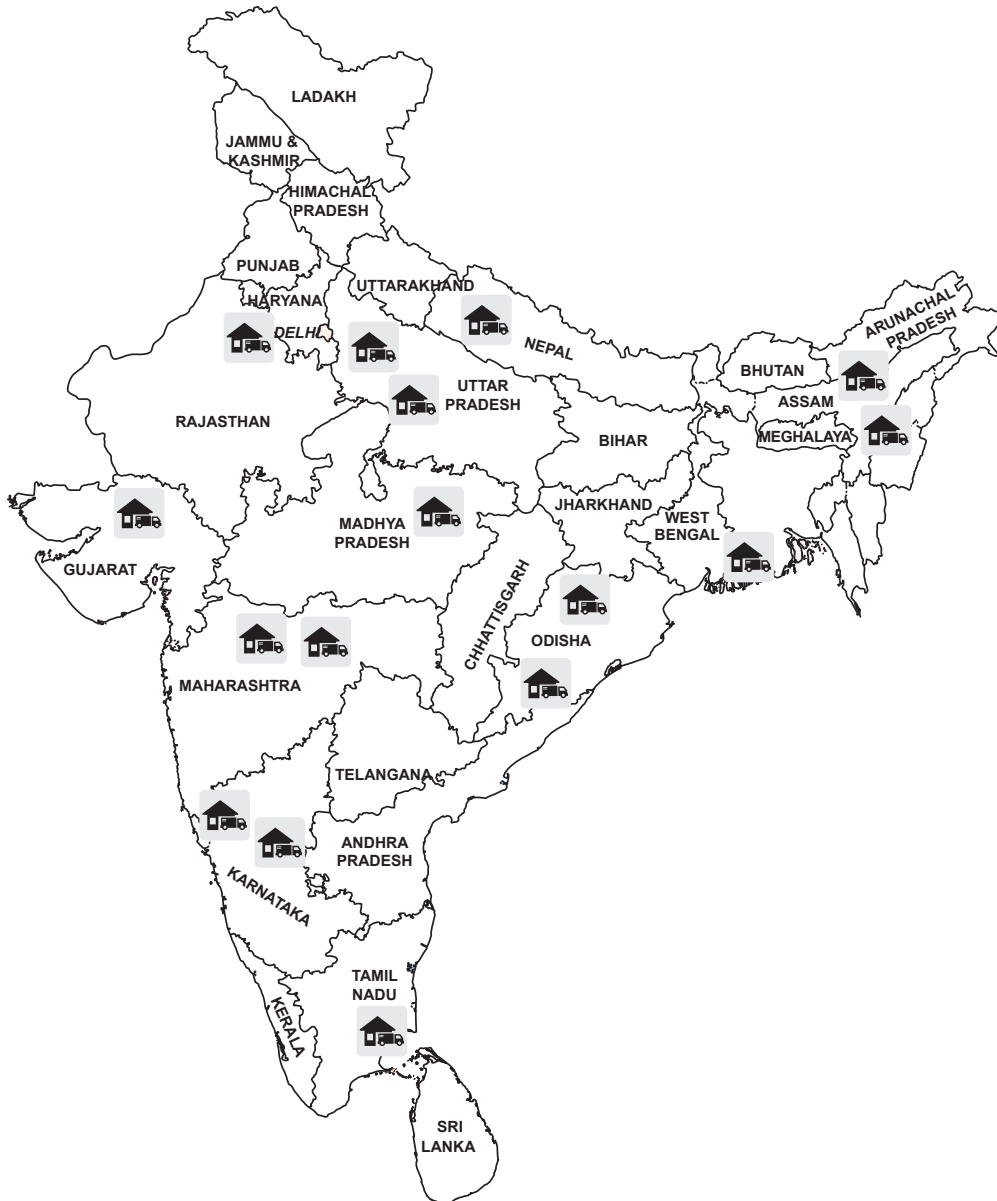 LADAKH
JAMMU &
KASHMIR
HIMACHAL
PRADESH
PUNJAB
UTTARAKHAND
HARYANA
DELHI
NEPAL
ARUNACHAL
PRADESH
BHUTAN
RAJASTHAN
UTTAR
PRADESH
ASSAM
BIHAR
MEGHALAYA
JHARKHAND
MADHYA
PRADESH
WEST
BENGAL
GUJARAT
CHHATTISGARH
ODISHA
MAHARASHTRA
TELANGANA
ANDHRA
PRADESH
KARNATAKA
TAMIL
NADU
KERALA
SRI
LANKA